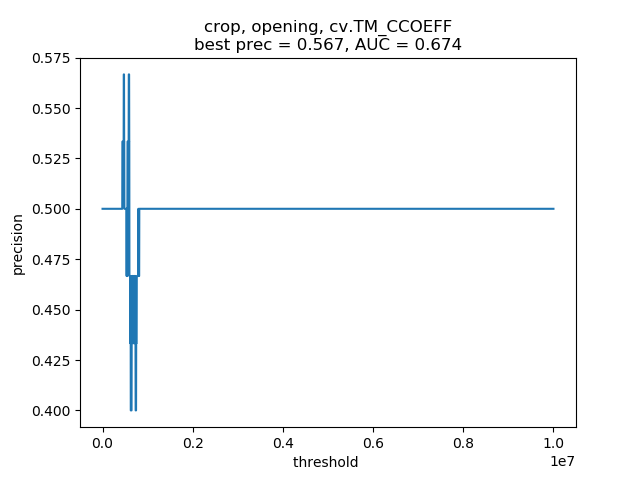 crop, opening, cv.TM_CCOEFF
best prec = 0.567, AUC = 0.674
0.575
0.550
0.525
0.500
0.475
0.450
0.425
0.400
precision
0.0 0.2 0.4 0.6 0.8 1.0
1e7
threshold